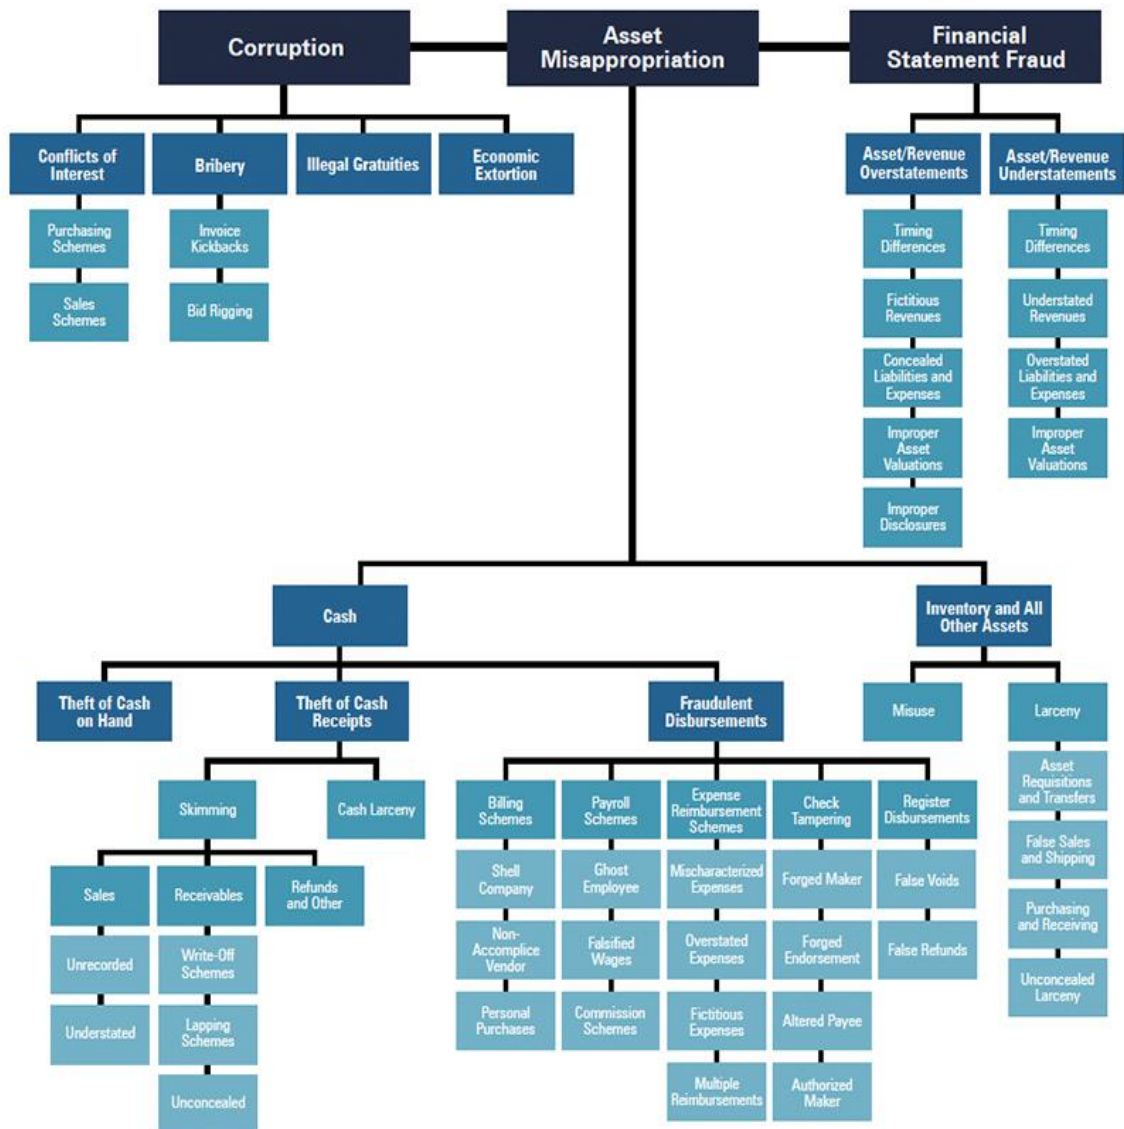 Corruption
Asset
Misappropriation
Financial
Statement Fraud
Conflicts of
Interest
Bribery
Illegal Gratuities
Economic
Extortion
Asset/Revenue
Overstatements
Asset/Revenue
Understatements
Purchasing
Schemes
Sales
Schemes
Invoice
Kickbacks
Bid Rigging
Timing
Differences
Fictitious
Revenues
Concealed
Liabilities and
Expenses
Improper
Asset
Valuations
Improper
Disclosures
Timing
Differences
Understated
Revenues
Overstated
Liabilities and
Expenses
Improper
Asset
Valuations
Cash
Inventory and All
Other Assets
Theft of Cash
on Hand
Theft of Cash
Receipts
Fraudulent
Disbursements
Misuse
Larceny
Asset
Requisitions
and Transfers
False Sales
and Shipping
Purchasing
and Receiving
Unconcealed
Larceny
Skimming
Cash Larceny
Sales
Unrecorded
Understated
Receivables
Write-Off
Schemes
Lapping
Schemes
Unconcealed
Refunds
and Other
Billing
Schemes
Shell
Company
Non-
Accomplice
Vendor
Personal
Purchases
Payroll
Schemes
Ghost
Employee
Falsified
Wages
Commission
Schemes
Expense
Reimbursement
Schemes
Mischaracterized
Expenses
Overstated
Expenses
Fictitious
Expenses
Multiple
Reimbursements
Check
Tampering
Forged Maker
Forged
Endorsement
Altered Payee
Authorized
Maker
Register
Disbursements
False Voids
False Refunds